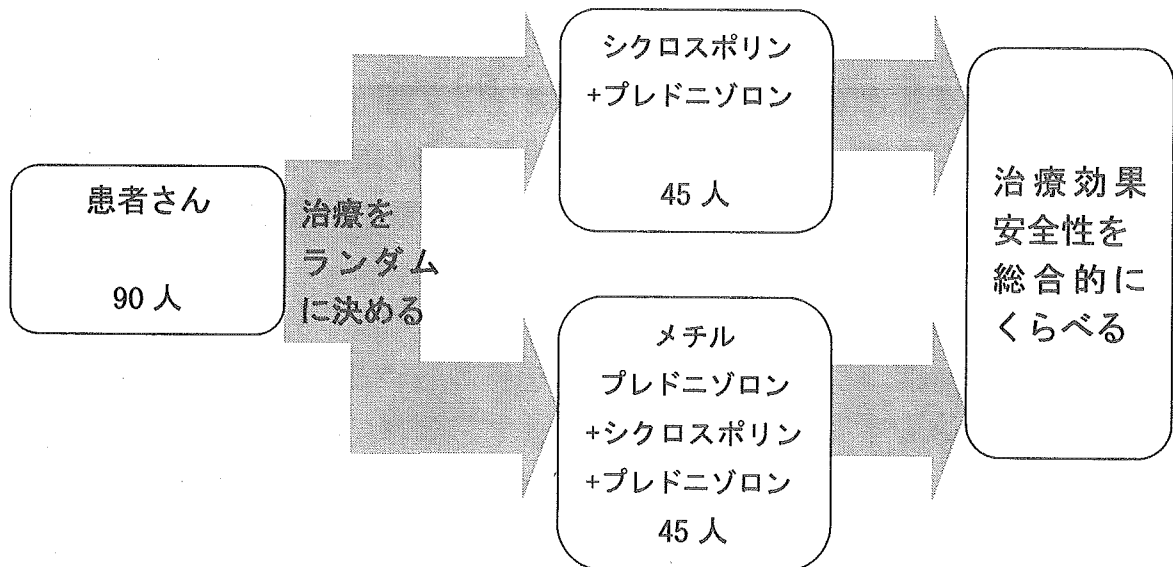 患者さん
90 人
治療を
ランダム
に決める
シクロスポリン
+プレドニゾロン
45 人
メチル
プレドニゾロン
+シクロスポリン
+プレドニゾロン
45 人
治療効果
安全性を
総合的に
くらべる